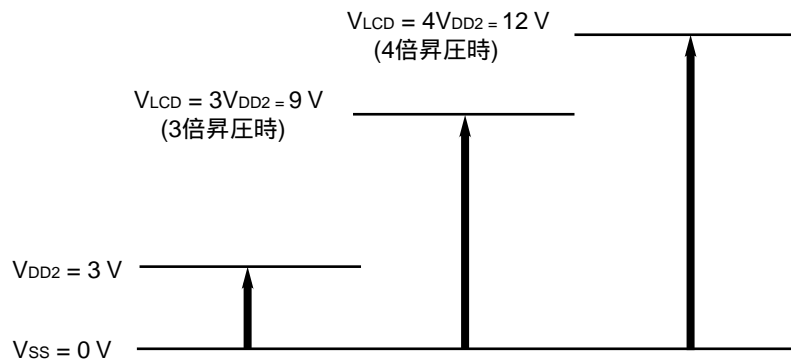 VLCD = 4VDD2 = 12 V
(4倍昇圧時)
VLCD = 3VDD2 = 9 V
(3倍昇圧時)
VDD2 = 3 V
VSS = 0 V